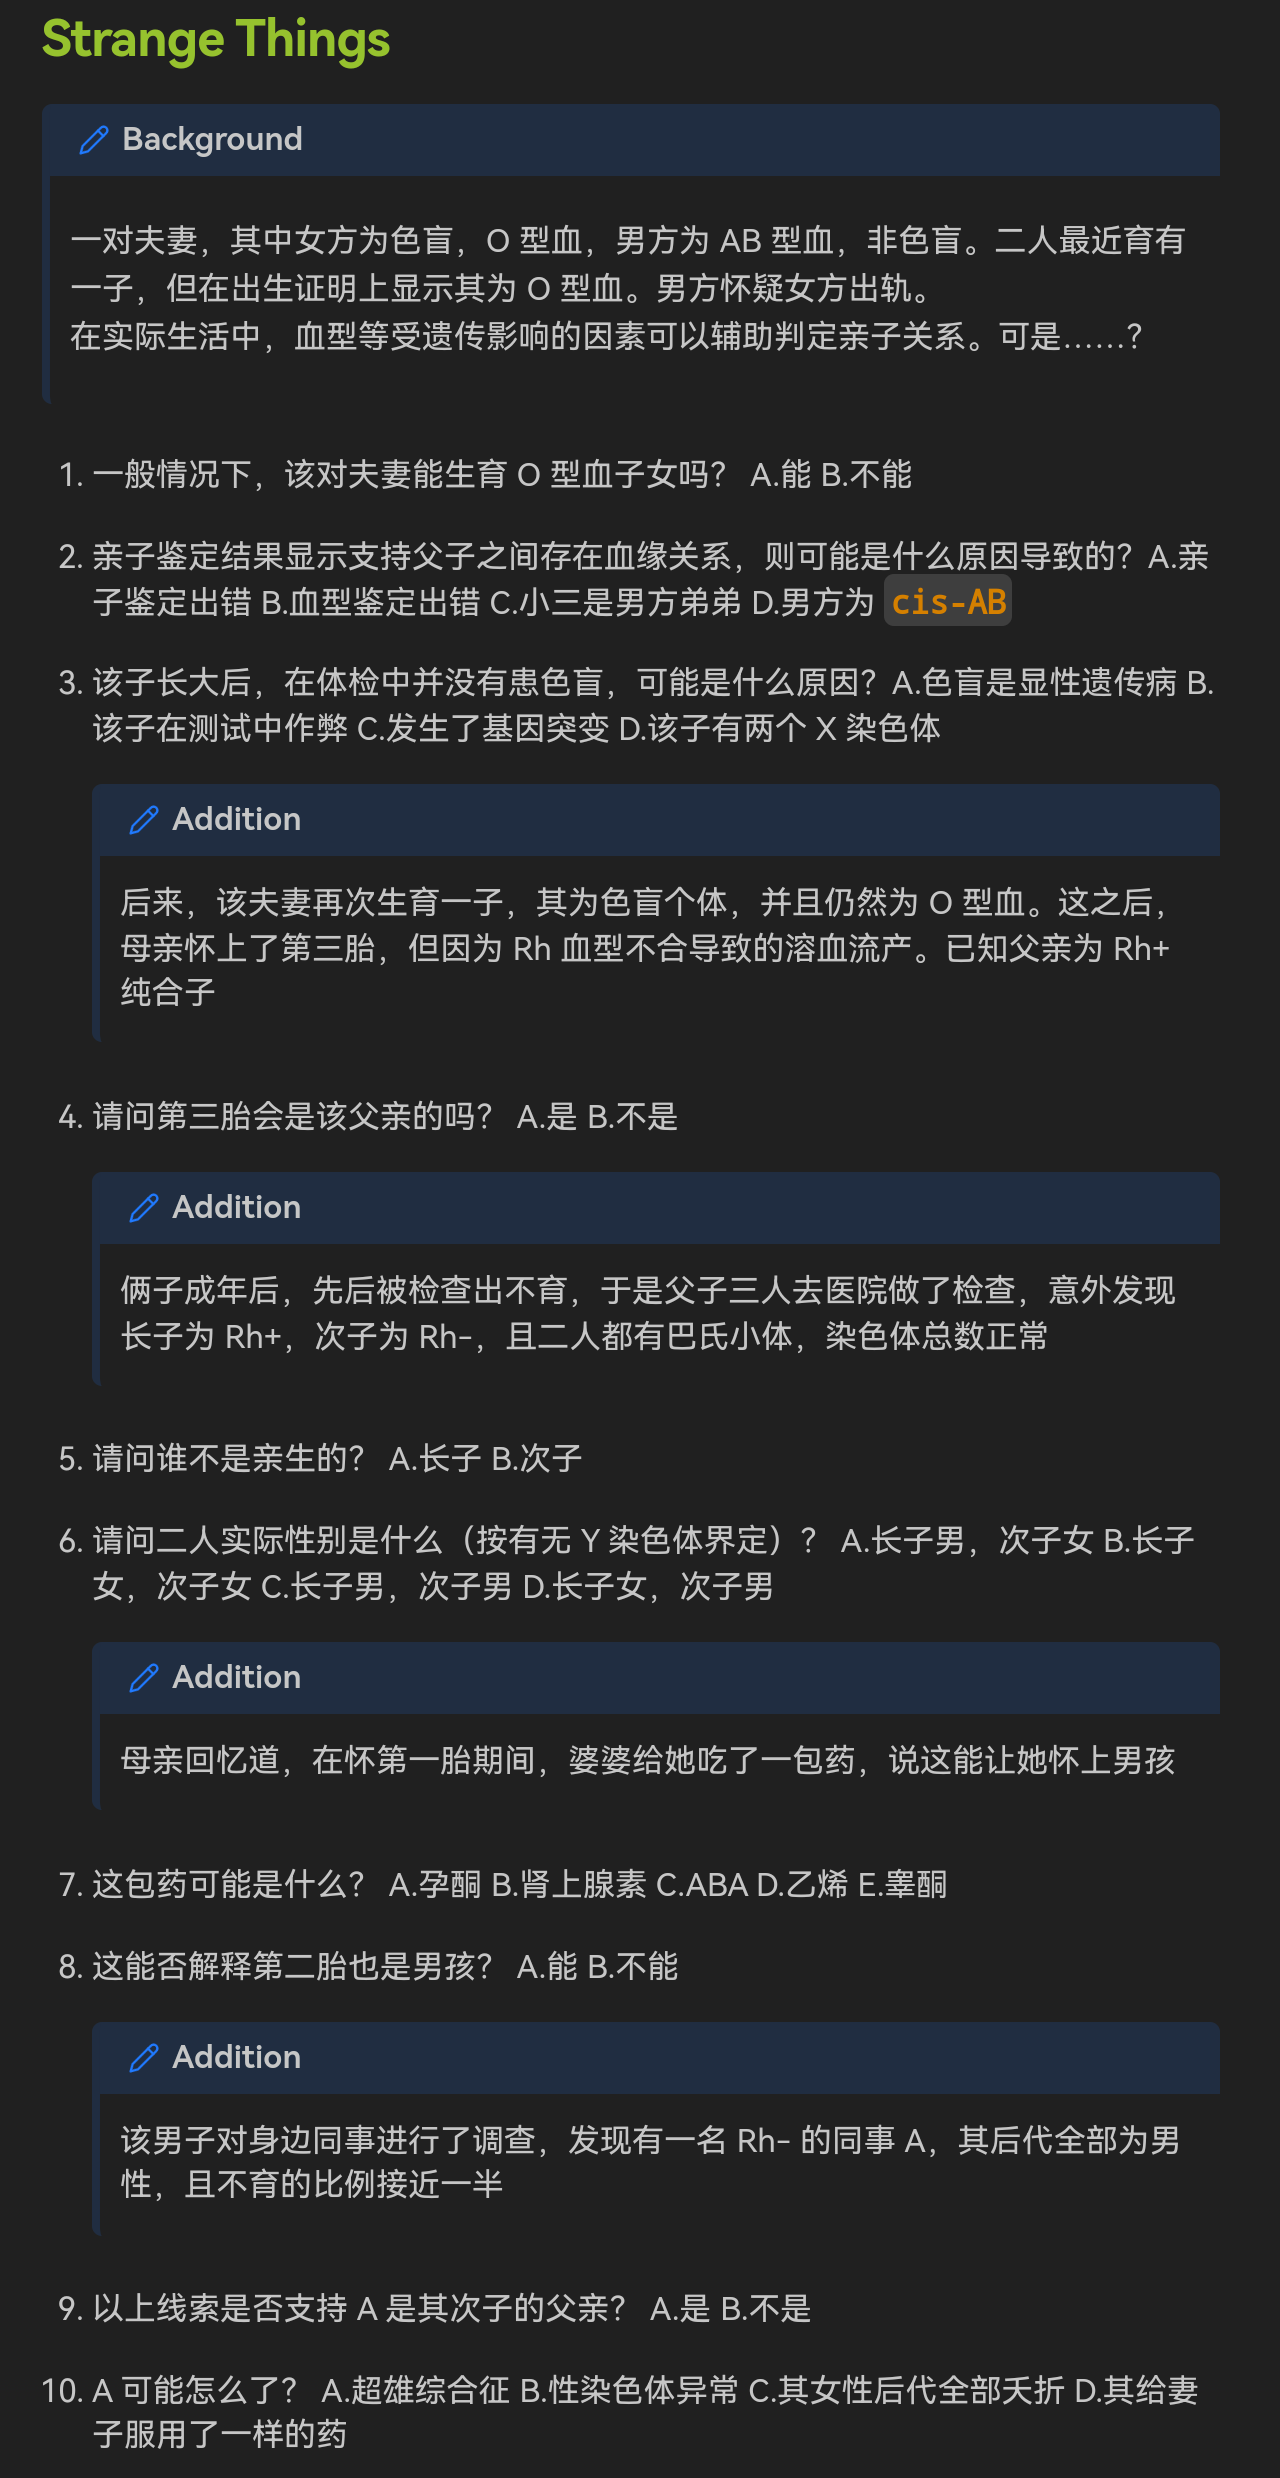 Strange Things
Background
一对夫妻，其中女方为色盲，O 型血，男方为 AB 型血，非色盲。二人最近育有
一子，但在出生证明上显示其为 O 型血。男方怀疑女方出轨。
在实际生活中，血型等受遗传影响的因素可以辅助判定亲子关系。可是……？
1. 一般情况下，该对夫妻能生育 O 型血子女吗？ A.能 B.不能
2. 亲子鉴定结果显示支持父子之间存在血缘关系，则可能是什么原因导致的？A.亲
子鉴定出错 B.血型鉴定出错 C.小三是男方弟弟 D.男方为 cis-AB
3. 该子长大后，在体检中并没有患色盲，可能是什么原因？A.色盲是显性遗传病 B.
该子在测试中作弊 C.发生了基因突变 D.该子有两个 X 染色体
Addition
后来，该夫妻再次生育一子，其为色盲个体，并且仍然为 O 型血。这之后，
母亲怀上了第三胎，但因为 Rh 血型不合导致的溶血流产。已知父亲为 Rh+
纯合子
4. 请问第三胎会是该父亲的吗？ A.是 B.不是
Addition
俩子成年后，先后被检查出不育，于是父子三人去医院做了检查，意外发现
长子为 Rh+，次子为 Rh-，且二人都有巴氏小体，染色体总数正常
5. 请问谁不是亲生的？ A.长子 B.次子
6. 请问二人实际性别是什么（按有无 Y 染色体界定）？ A.长子男，次子女 B.长子
女，次子女 C.长子男，次子男 D.长子女，次子男
Addition
母亲回忆道，在怀第一胎期间，婆婆给她吃了一包药，说这能让她怀上男孩
7. 这包药可能是什么？ A.孕酮 B.肾上腺素 C.ABA D.乙烯 E.睾酮
8. 这能否解释第二胎也是男孩？ A.能 B.不能
Addition
该男子对身边同事进行了调查，发现有一名 Rh- 的同事 A，其后代全部为男
性，且不育的比例接近一半
9. 以上线索是否支持 A 是其次子的父亲？ A.是 B.不是
10. A 可能怎么了？ A.超雄综合征 B.性染色体异常 C.其女性后代全部夭折 D.其给妻
子服用了一样的药